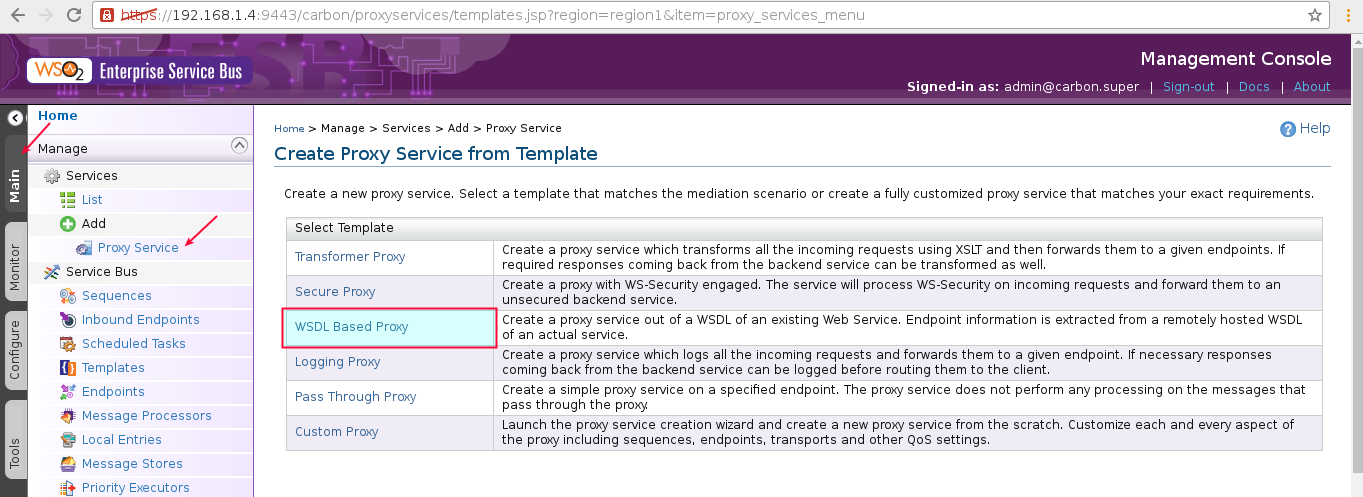 https://192.168.1.4:9443/carbon/proxyservices/templates.jsp?region=region1&item=proxy_services_menu
WSO2 Enterprise Service Bus
Management Console
Signed-in as: admin@carbon.super | Sign-out | Docs | About
Main
Monitor
Configure
Tools
Home
Manage
Services
List
Add
Proxy Service
Service Bus
Sequences
Inbound Endpoints
Scheduled Tasks
Templates
Endpoints
Message Processors
Local Entries
Message Stores
Priority Executors
Home > Manage > Services > Add > Proxy Service
Help
Create Proxy Service from Template
Create a new proxy service. Select a template that matches the mediation scenario or create a fully customized proxy service that matches your exact requirements.
Select Template
Transformer Proxy
Create a proxy service which transforms all the incoming requests using XSLT and then forwards them to a given endpoints. If
required responses coming back from the backend service can be transformed as well.
Secure Proxy
Create a proxy with WS-Security engaged. The service will process WS-Security on incoming requests and forward them to an
unsecured backend service.
WSDL Based Proxy
Create a proxy service out of a WSDL of an existing Web Service. Endpoint information is extracted from a remotely hosted WSDL
of an actual service.
Logging Proxy
Create a proxy service which logs all the incoming requests and forwards them to a given endpoint. If necessary responses
coming back from the backend service can be logged before routing them to the client.
Pass Through Proxy
Create a simple proxy service on a specified endpoint. The proxy service does not perform any processing on the messages that
pass through the proxy.
Custom Proxy
Launch the proxy service creation wizard and create a new proxy service from the scratch. Customize each and every aspect of
the proxy including sequences, endpoints, transports and other QoS settings.